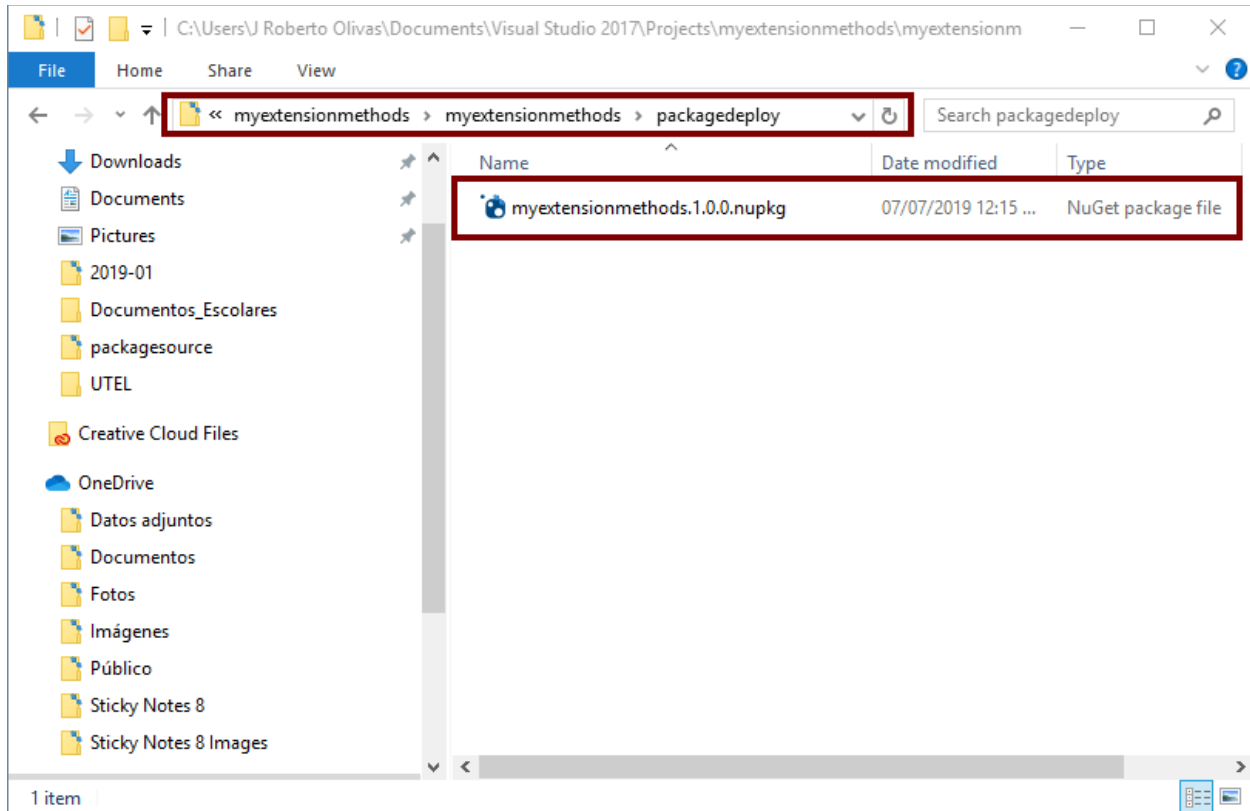 C:\Users\J Roberto Olivas\Documents\Visual Studio 2017\Projects\myextensionmethods\myextensionm
File Home Share View
« myextensionmethods > myextensionmethods > packagedeploy
Search packagedeploy
Downloads
Documents
Pictures
2019-01
Documentos_Escolares
packagesource
UTEL
Creative Cloud Files
OneDrive
Datos adjuntos
Documentos
Fotos
Imágenes
Público
Sticky Notes 8
Sticky Notes 8 Images
Name Date modified Type
myextensionmethods.1.0.0.nupkg 07/07/2019 12:15 ... NuGet package file
1 item